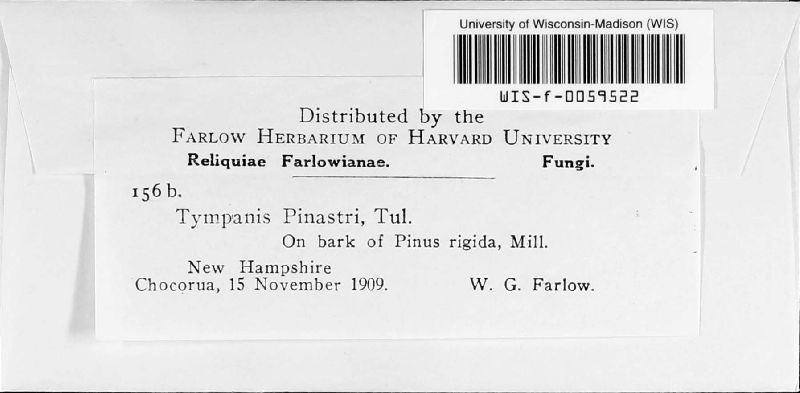 University of Wisconsin-Madison (WIS)
WIS-f-0059522
Distributed by the
FARLOW HERBARIUM OF HARVARD UNIVERSITY
Reliquiae Farlowianae. Fungi.
156 b.
Tympanis Pinastri, Tul.
On bark of Pinus rigida, Mill.
New Hampshire
Chocorua, 15 November 1909. W. G. Farlow.